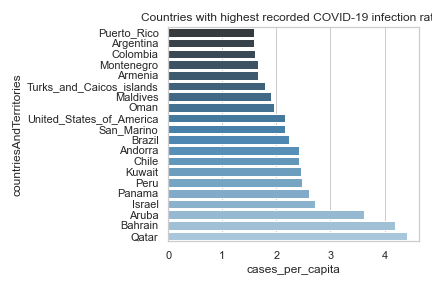 Countries with highest recorded COVID-19 infection rat
countriesAndTerritories
Puerto_Rico
Argentina
Colombia
Montenegro
Armenia
Turks_and_Caicos_islands
Maldives
Oman
United_States_of_America
San_Marino
Brazil
Andorra
Chile
Kuwait
Peru
Panama
Israel
Aruba
Bahrain
Qatar
0 1 2 3 4
cases_per_capita